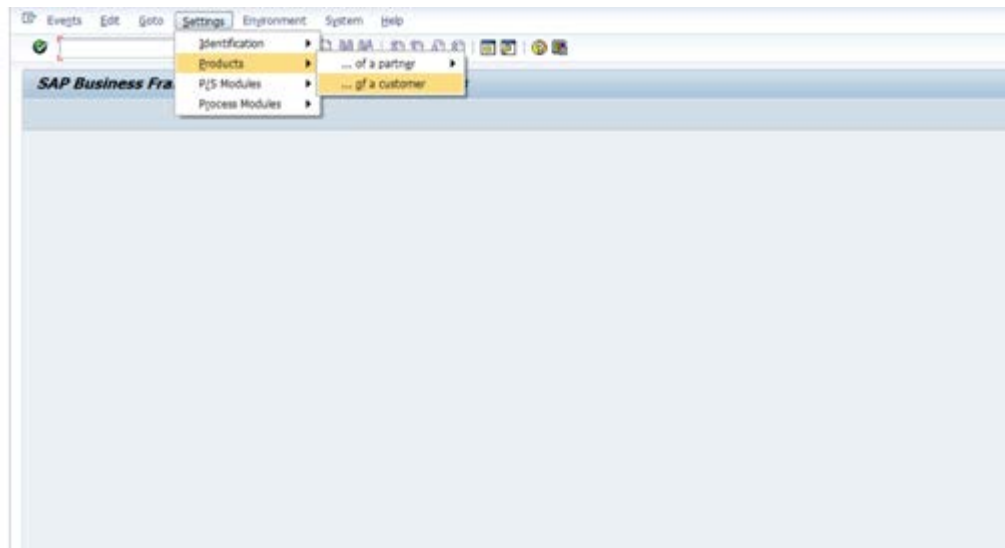 Events Edit Goto Settings Environment System Help
Identification
Products
P/S Modules
Process Modules
... of a partner
... of a customer
SAP Business Fra